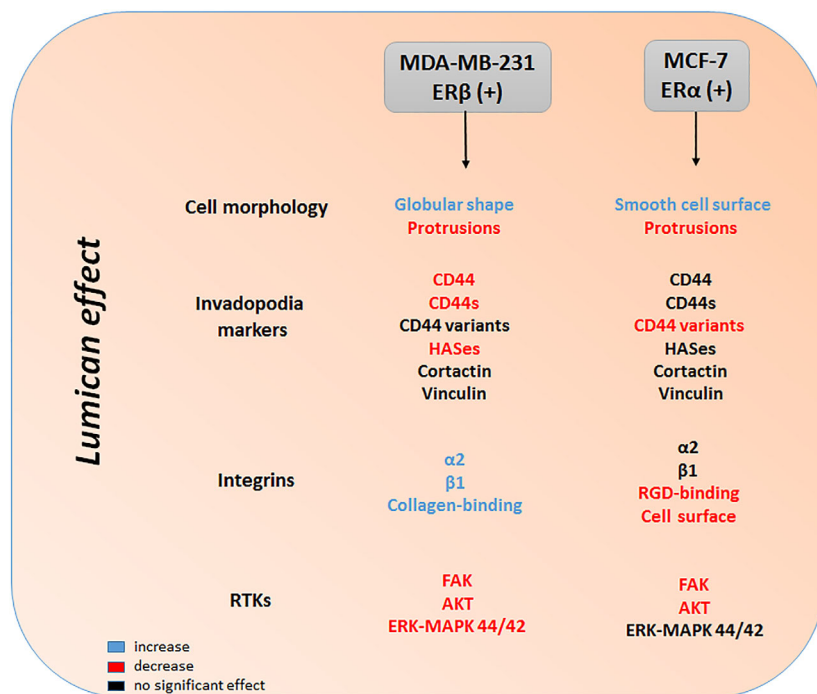 MDA-MB-231
ERβ (+)
MCF-7
ERα (+)
Lumican effect
Cell morphology
Globular shape
Protrusions
Smooth cell surface
Protrusions
Invadopodia
markers
CD44
CD44s
CD44 variants
HASes
Cortactin
Vinculin
CD44
CD44s
CD44 variants
HASes
Cortactin
Vinculin
Integrins
α2
β1
Collagen-binding
α2
β1
RGD-binding
Cell surface
RTKs
FAK
AKT
ERK-MAPK 44/42
FAK
AKT
ERK-MAPK 44/42
increase
decrease
no significant effect